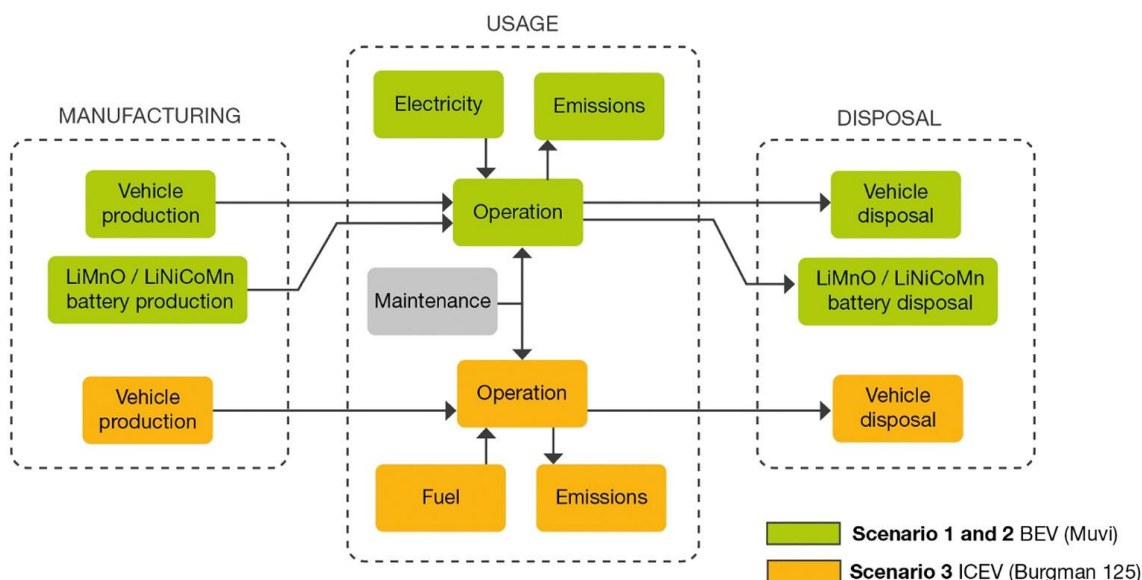 USAGE
MANUFACTURING
DISPOSAL
Electricity
Emissions
Vehicle
production
Operation
Vehicle
disposal
LiMnO / LiNiCoMn
battery production
Maintenance
LiMnO / LiNiCoMn
battery disposal
Vehicle
production
Operation
Vehicle
disposal
Fuel
Emissions
Scenario 1 and 2 BEV (Muvi)
Scenario 3 ICEV (Burgman 125)